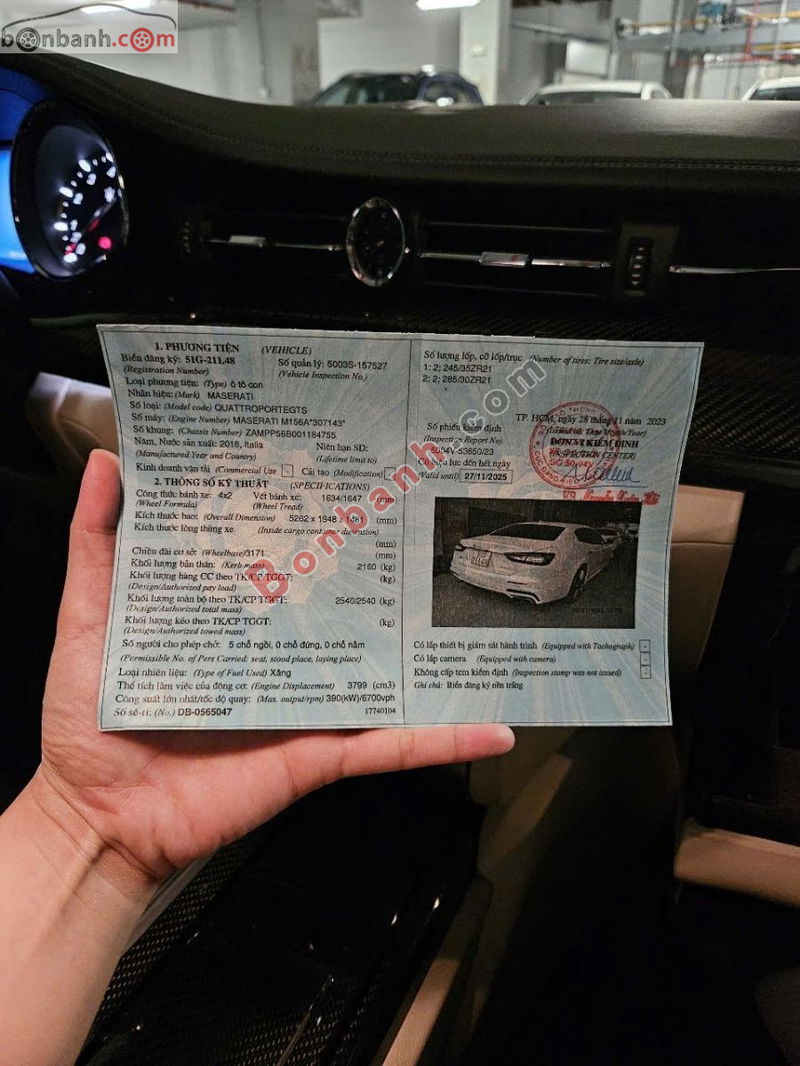 bonbanh.com
1. PHƯƠNG TIỆN (VEHICLE)
Biển đăng ký: 51G-211.48 Số quản lý: 5003S-157527
(Registration Number) (Vehicle Inspection No.)
Loại phương tiện: (Type) ô tô con
Nhãn hiệu: (Mark) MASERATI
Số loại: (Model code) QUATTROPORTEGTS
Số máy: (Engine Number) MASERATI M156A*307143*
Số khung: (Chassis Number) ZAMPP56B001184755
Năm, Nước sản xuất: 2016, Italia Niên hạn SD:
(Manufactured Year and Country) (Lifetime limit to)
Kinh doanh vận tải (Commercial Use) - Cải tạo (Modification) -
2. THÔNG SỐ KỸ THUẬT (SPECIFICATIONS)
Công thức bánh xe: 4x2 Vết bánh xe: 1634/1647 (mm)
(Wheel Formula) (Wheel Tread)
Kích thước bao: (Overall Dimension) 5262 x 1948 x 1481 (mm)
Kích thước lòng thùng xe (Inside cargo container dimension)
(mm)
Chiều dài cơ sở: (Wheelbase) 3171 (mm)
Khối lượng bản thân: (Kerb mass) 2160 (kg)
Khối lượng hàng CC theo TK/CP TGGT: (kg)
(Design/Authorized pay load)
Khối lượng toàn bộ theo TK/CP TGGT: 2540/2540 (kg)
(Design/Authorized total mass)
Khối lượng kéo theo TK/CP TGGT: (kg)
(Design/Authorized towed mass)
Số người cho phép chở: 5 chỗ ngồi, 0 chỗ đứng, 0 chỗ nằm
(Permissible No. of Pers Carried: seat, stood place, laying place)
Loại nhiên liệu: (Type of Fuel Used) Xăng
Thể tích làm việc của động cơ: (Engine Displacement) 3799 (cm3)
Công suất lớn nhất/tốc độ quay: (Max. output/rpm) 390(kW)/6700vph
Số sê-ri: (No.) DB-0565047 17740104
Số lượng lốp, cỡ lốp/trục (Number of tires: Tire size/axle)
1: 2; 245/35ZR21
2: 2; 285/30ZR21
TP. HCM, ngày 28 tháng 11 năm 2023
Số phiếu kiểm định
(Inspection Report No)
5004V-53650/23
ĐƠN VỊ KIỂM ĐỊNH
(INSPECTION CENTER)
Có hiệu lực đến hết ngày
(Valid until) 27/11/2025
Có lắp thiết bị giám sát hành trình (Equipped with Tachograph) -
Có lắp camera (Equipped with camera) -
Không cấp tem kiểm định (Inspection stamp was not issued) -
Ghi chú: Biển đăng ký nền trắng
Bonbanh.com